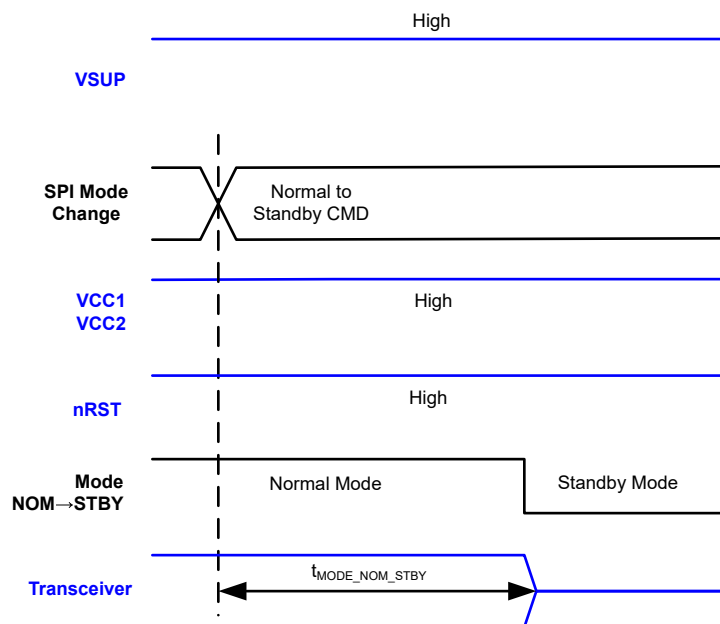 High
VSUP
SPI Mode
Change
Normal to
Standby CMD
VCC1
VCC2
High
nRST
High
Mode
NOM→STBY
Normal Mode
Standby Mode
Transceiver
tMODE_NOM_STBY